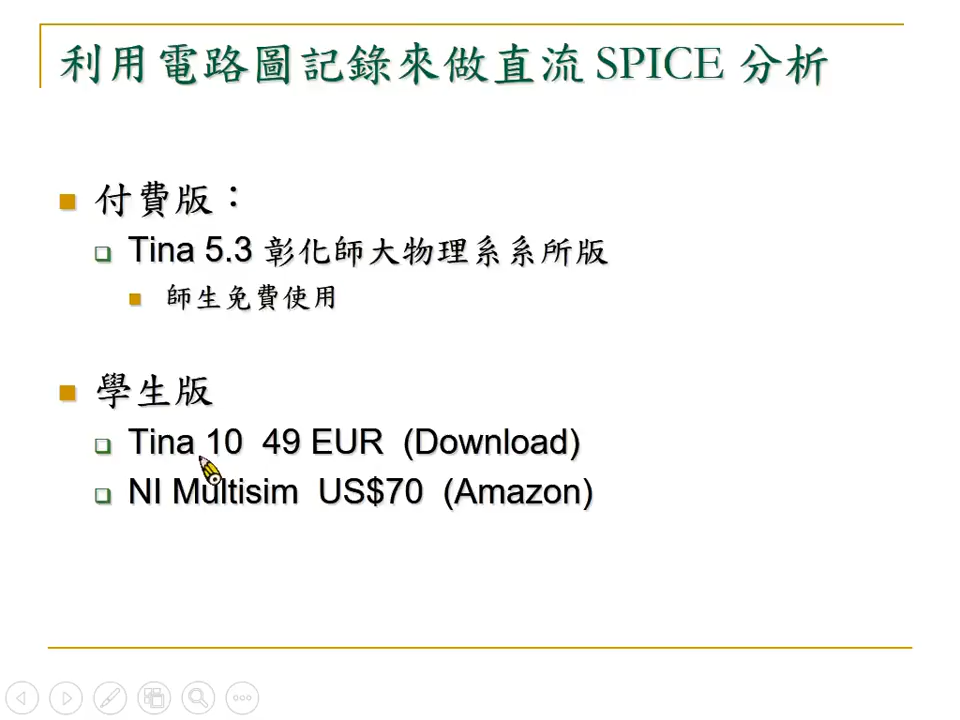 利用電路圖記錄來做直流 SPICE 分析
付費版：
Tina 5.3 彰化師大物理系系所版
師生免費使用
學生版
Tina 10 49 EUR (Download)
NI Multisim US$70 (Amazon)